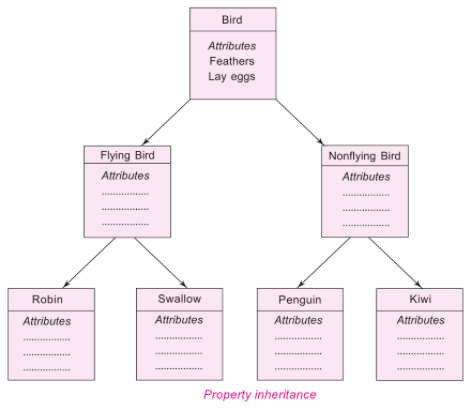 Bird
Attributes
Feathers
Lay eggs
Flying Bird
Attributes
..................
..................
..................
Nonflying Bird
Attributes
..................
..................
..................
Robin
Attributes
..................
..................
..................
Swallow
Attributes
..................
..................
..................
Penguin
Attributes
..................
..................
..................
Kiwi
Attributes
..................
..................
..................
Property inheritance